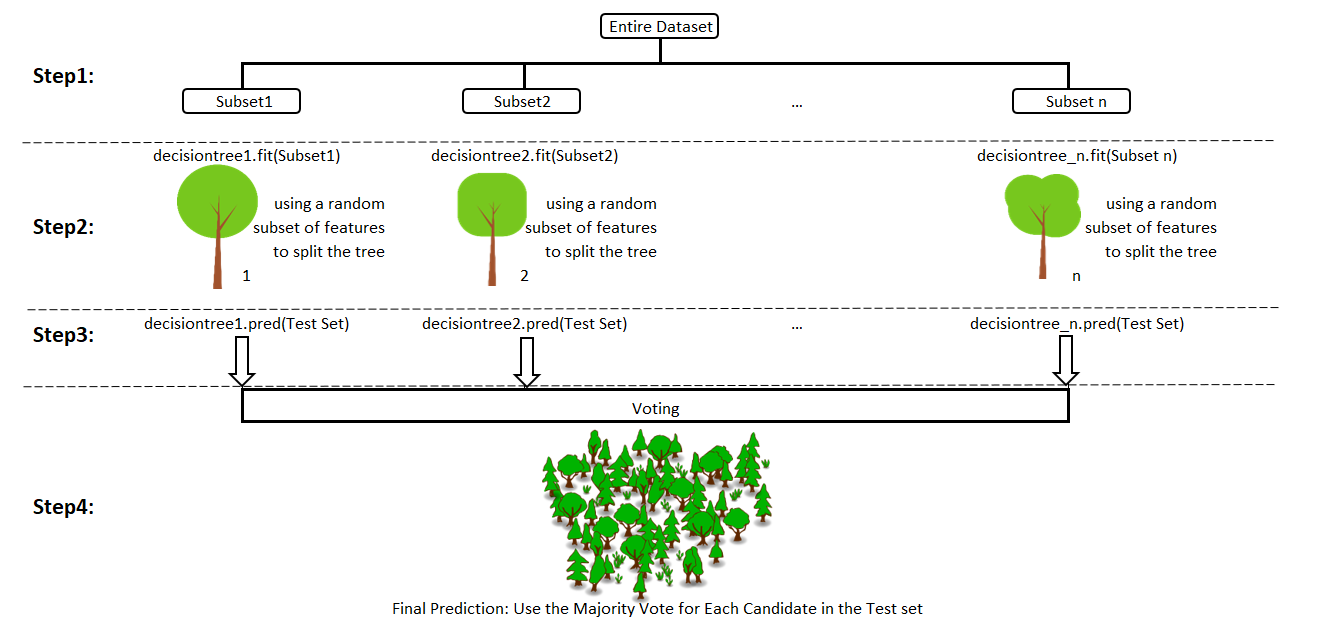 Entire Dataset
Step1:
Subset1
Subset2
...
Subset n
decisiontree1.fit(Subset1)
decisiontree2.fit(Subset2)
decisiontree_n.fit(Subset n)
Step2:
using a random
subset of features
to split the tree
1
using a random
subset of features
to split the tree
2
using a random
subset of features
to split the tree
n
Step3:
decisiontree1.pred(Test Set)
decisiontree2.pred(Test Set)
...
decisiontree_n.pred(Test Set)
Voting
Step4:
Final Prediction: Use the Majority Vote for Each Candidate in the Test set